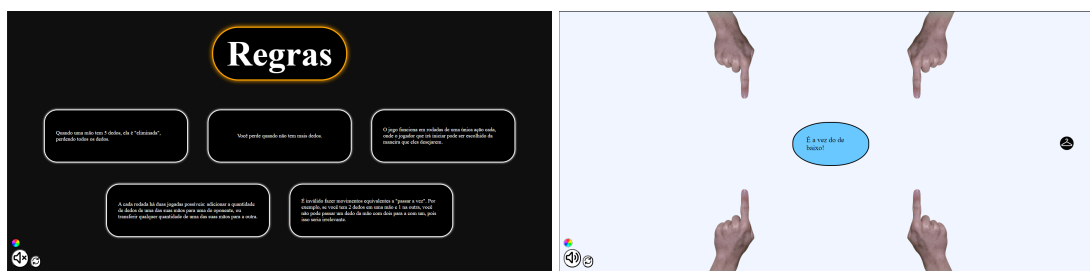 Regras
Quando uma mão tem 5 dedos, ela é "eliminada",
perdendo todos os dedos.
Você perde quando não tem mais dedos.
O jogo funciona em rodadas de uma única ação cada,
onde o jogador que irá iniciar pode ser escolhido da
maneira que eles desejarem.
A cada rodada há duas jogadas possíveis: adicionar a quantidade
de dedos de uma das suas mãos para uma do oponente, ou
transferir qualquer quantidade de uma das suas mãos para a outra.
É inválido fazer movimentos equivalentes a "passar a vez". Por
exemplo, se você tem 2 dedos em uma mão e 1 na outra, você
não pode passar um dedo da mão com dois para a com um, pois
isso seria irrelevante.
É a vez do de
baixo!